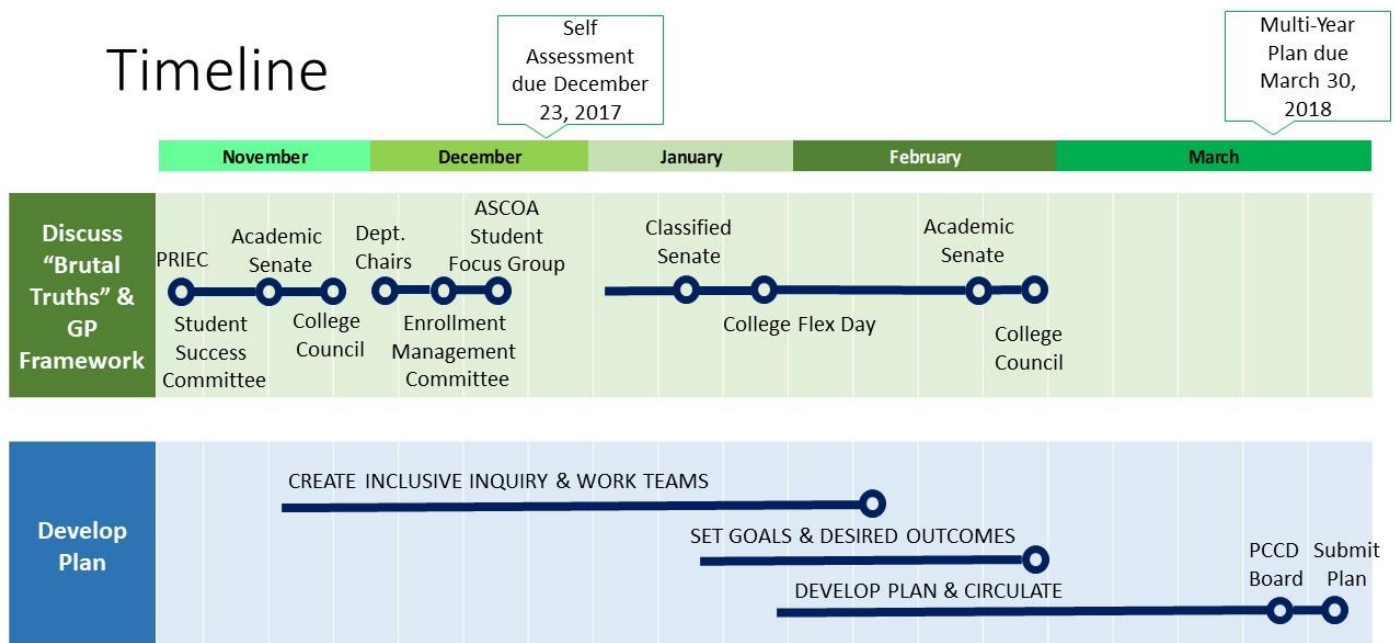 Timeline
Self
Assessment
due December
23, 2017
Multi-Year
Plan due
March 30,
2018
November
December
January
February
March
Discuss
“Brutal
Truths” &
GP
Framework
PRIEC
Student
Success
Committee
Academic
Senate
College
Council
Dept.
Chairs
Enrollment
Management
Committee
ASCOA
Student
Focus Group
Classified
Senate
College Flex Day
Academic
Senate
College
Council
Develop
Plan
CREATE INCLUSIVE INQUIRY & WORK TEAMS
SET GOALS & DESIRED OUTCOMES
DEVELOP PLAN & CIRCULATE
PCCD
Board
Submit
Plan